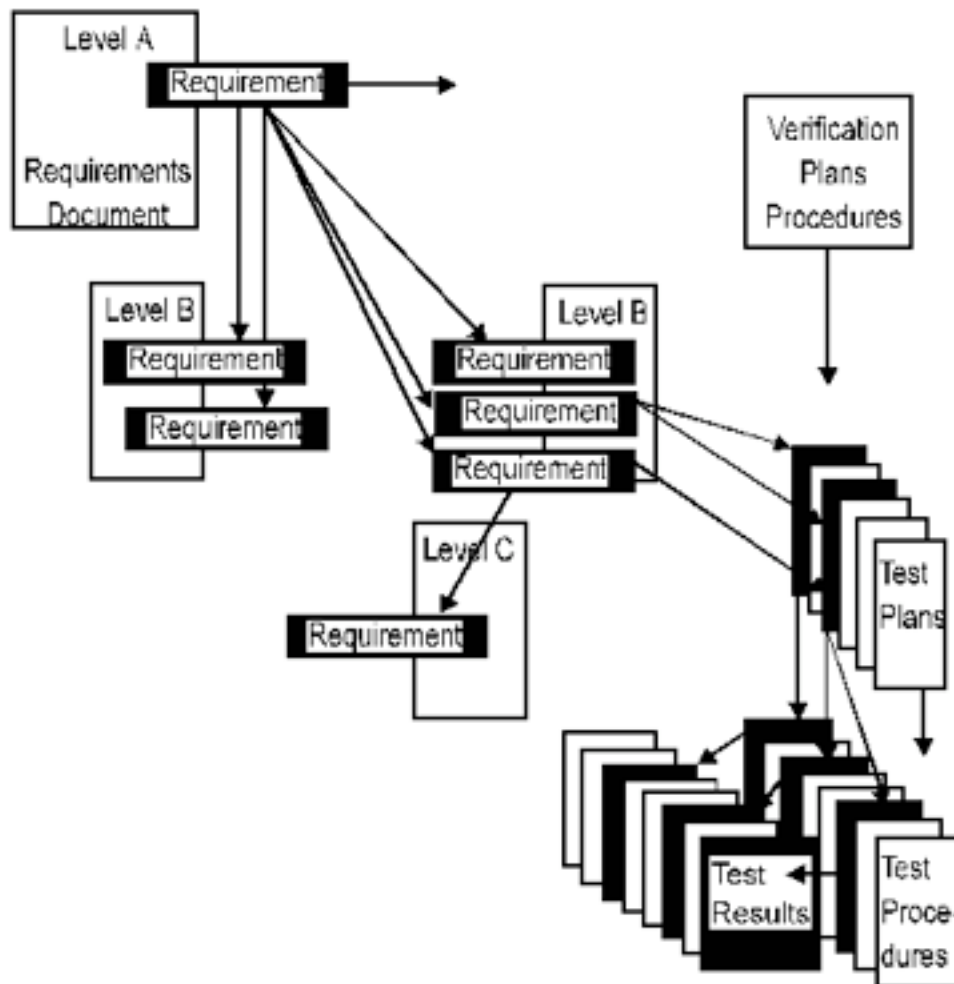 Level A
Requirement
Requirements
Document
Verification
Plans
Procedures
Level B
Requirement
Requirement
Level B
Requirement
Requirement
Requirement
Level C
Requirement
Test
Plans
Test
Results
Test
Proce-
dures